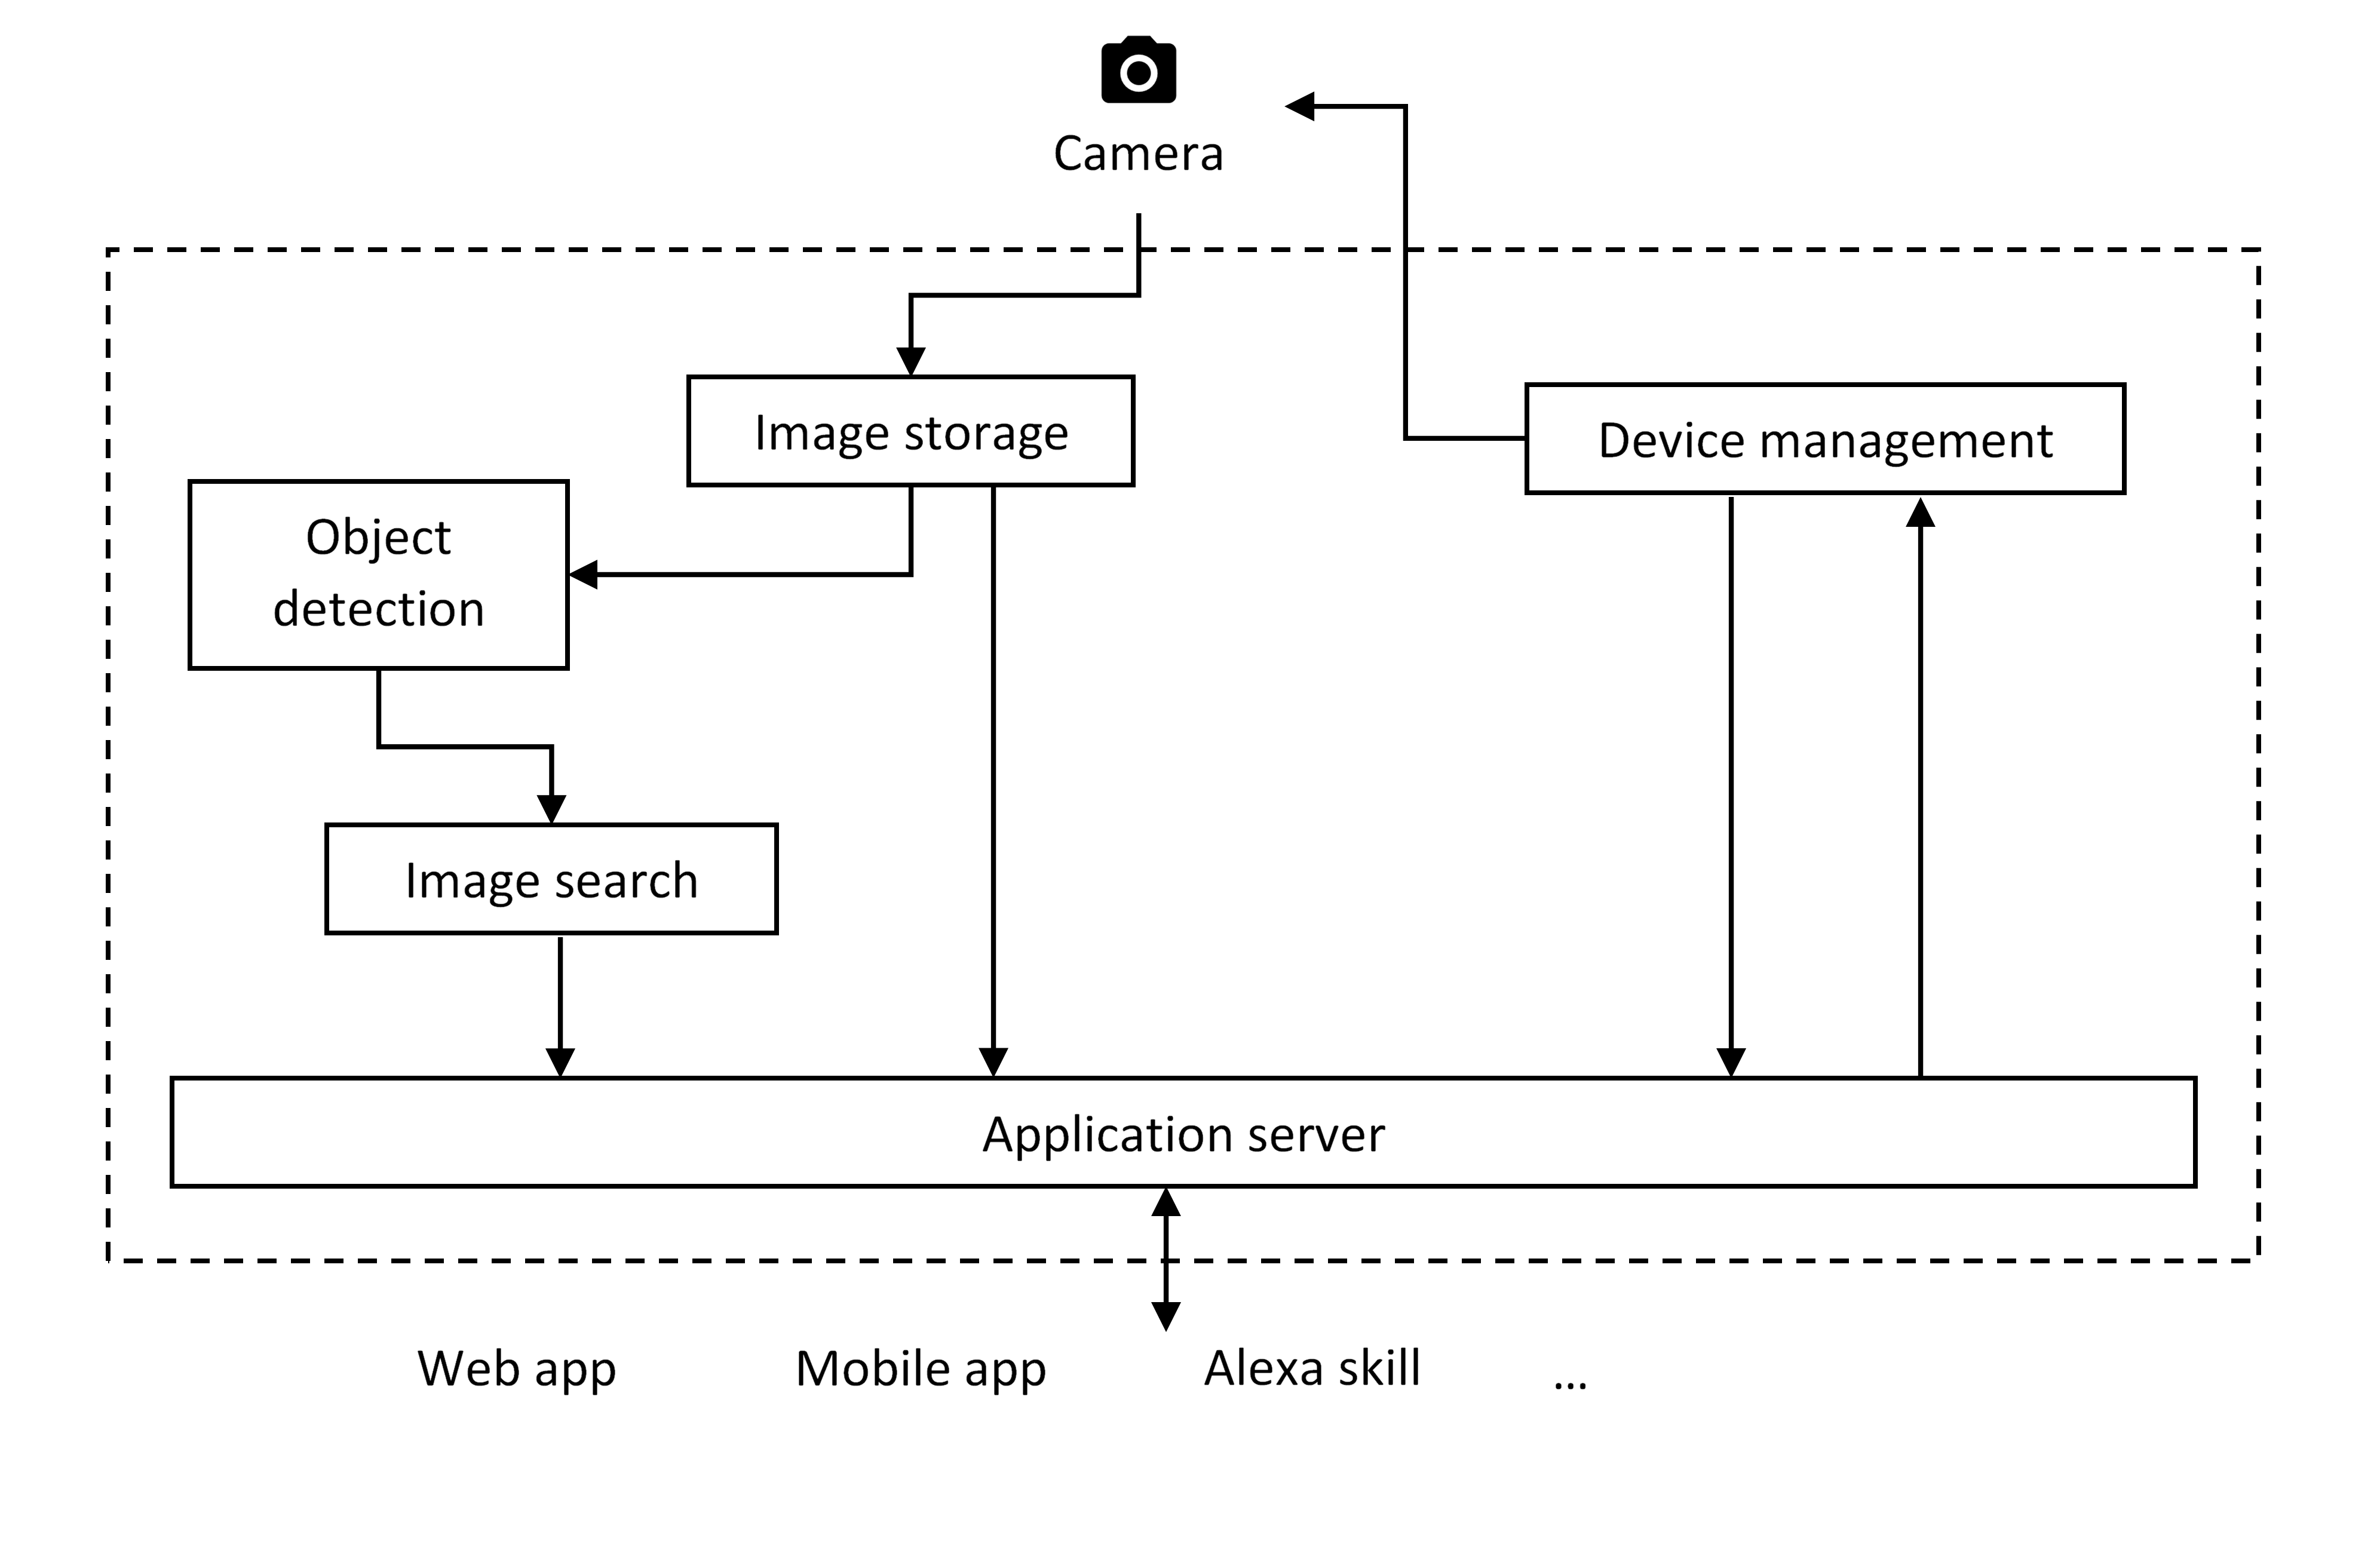 Camera
Image storage
Device management
Object
detection
Image search
Application server
Web app
Mobile app
Alexa skill
...